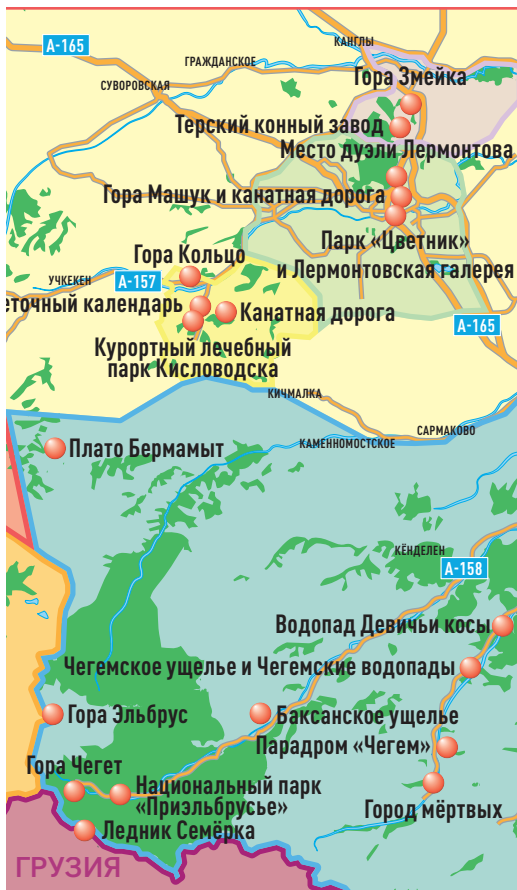 А-165
КАНГЛЫ
ГРАЖДАНСКОЕ
Гора Змейка
СУВОРОВСКАЯ
Терский конный завод
Место дуэли Лермонтова
Гора Машук и канатная дорога
Парк «Цветник»
и Лермонтовская галерея
Гора Кольцо
УЧКЕКЕН
А-157
еточный календарь
Канатная дорога
А-165
Курортный лечебный
парк Кисловодска
КИЧМАЛКА
САРМАКОВО
КАМЕННОМОСТСКОЕ
Плато Бермамыт
КЁНДЕЛЕН
А-158
Водопад Девичьи косы
Чегемское ущелье и Чегемские водопады
Гора Эльбрус
Баксанское ущелье
Парадром «Чегем»
Гора Чегет
Национальный парк
«Приэльбрусье»
Город мёртвых
Ледник Семёрка
ГРУЗИЯ